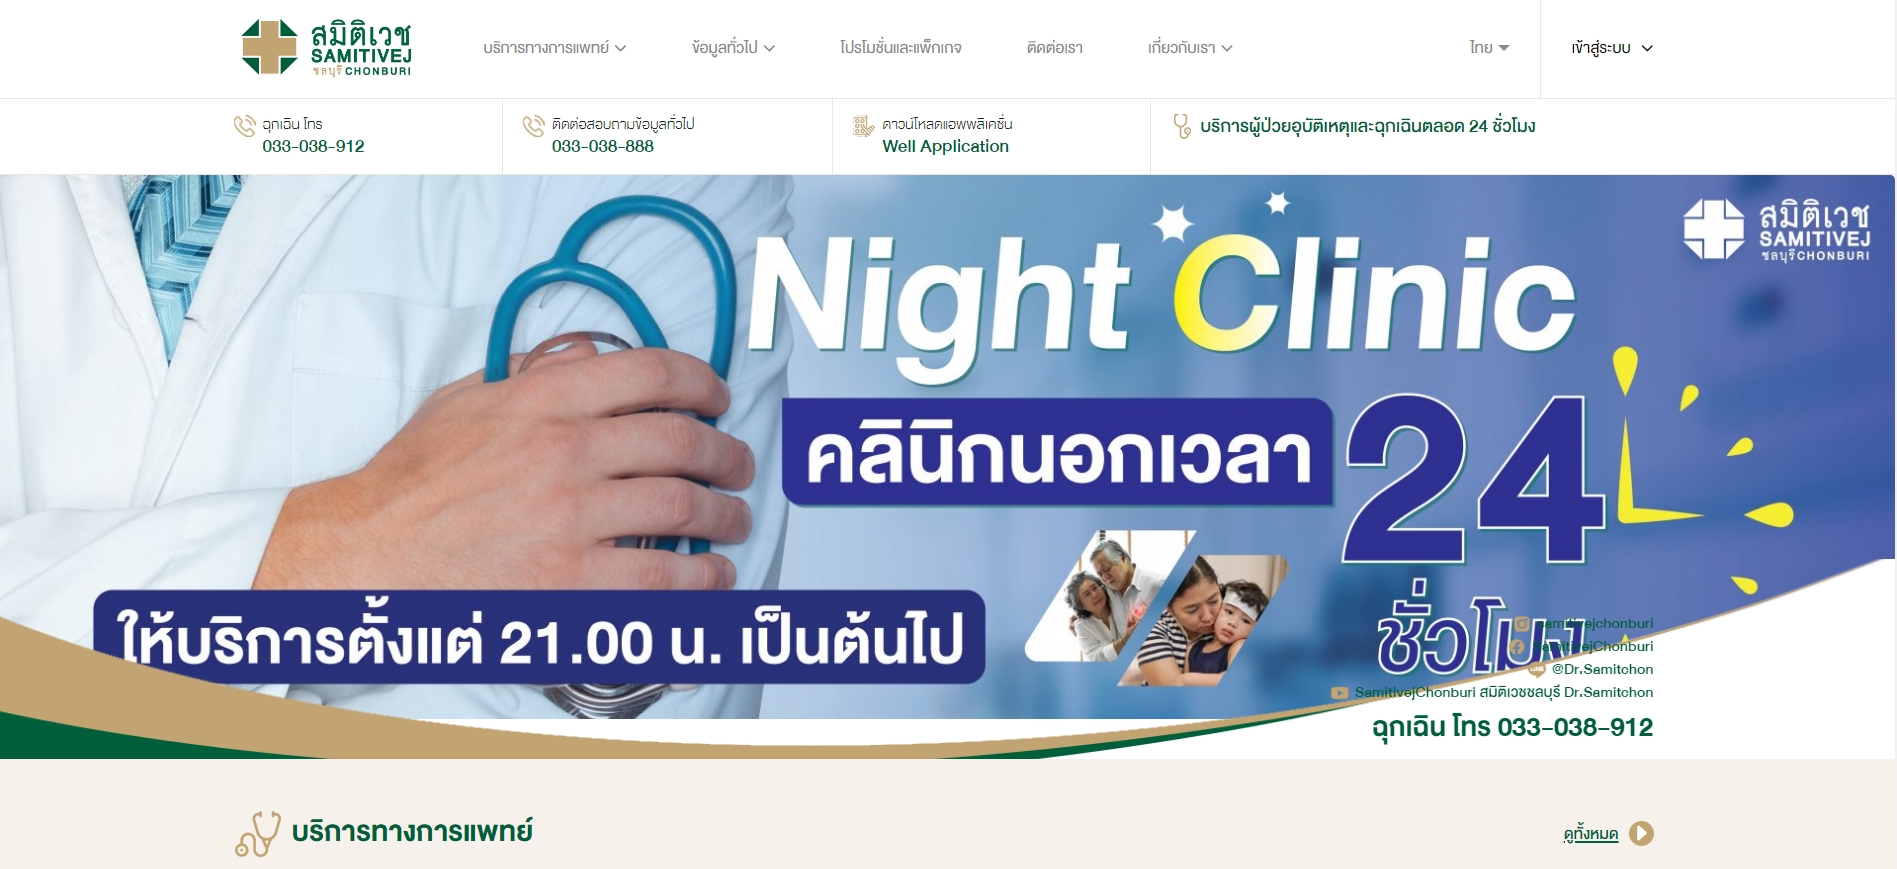 สมิติเวช
SAMITIVEJ
ชลบุรี CHONBURI
บริการทางการแพทย์
ข้อมูลทั่วไป
โปรโมชั่นและแพ็กเกจ
ติดต่อเรา
เกี่ยวกับเรา
ไทย
เข้าสู่ระบบ
ฉุกเฉิน โทร
033-038-912
ติดต่อสอบถามข้อมูลทั่วไป
033-038-888
ดาวน์โหลดแอพพลิเคชั่น
Well Application
บริการผู้ป่วยอุบัติเหตุและฉุกเฉินตลอด 24 ชั่วโมง
สมิติเวช
SAMITIVEJ
ชลบุรี CHONBURI
Night Clinic
คลินิกนอกเวลา
24
ชั่วโมง
ให้บริการตั้งแต่ 21.00 น. เป็นต้นไป
samitivejchonburi
SamitivejChonburi
@Dr.Samitchon
SamitivejChonburi สมิติเวชชลบุรี Dr.Samitchon
ฉุกเฉิน โทร 033-038-912
บริการทางการแพทย์
ดูทั้งหมด